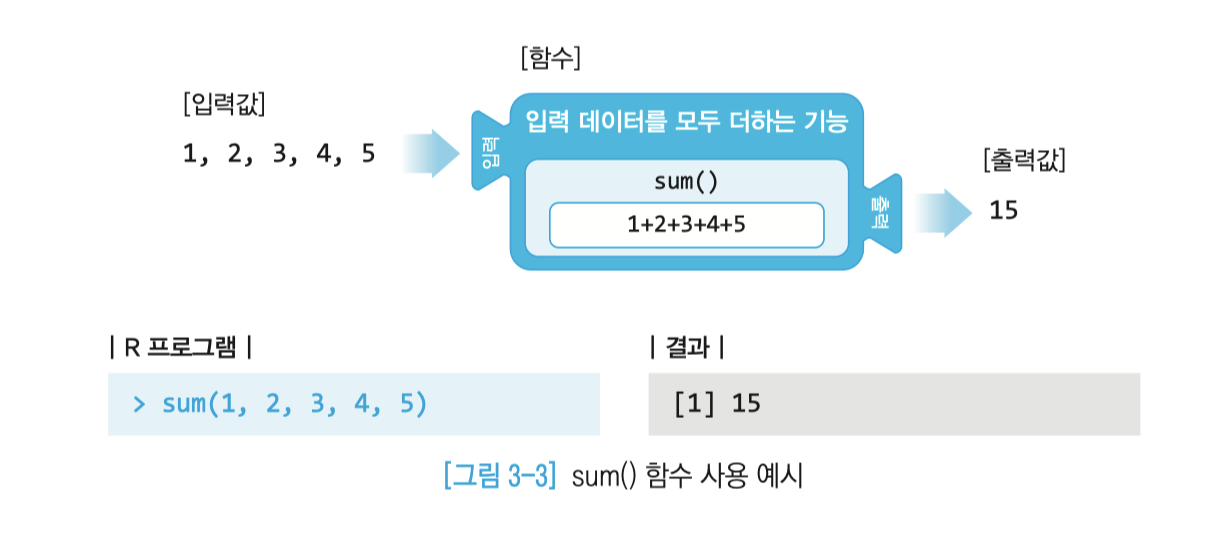 [함수]
[입력값]
1, 2, 3, 4, 5
입력
입력 데이터를 모두 더하는 기능
sum()
1+2+3+4+5
출력
[출력값]
15
| R 프로그램 |
> sum(1, 2, 3, 4, 5)
| 결과 |
[1] 15
[그림 3-3] sum() 함수 사용 예시